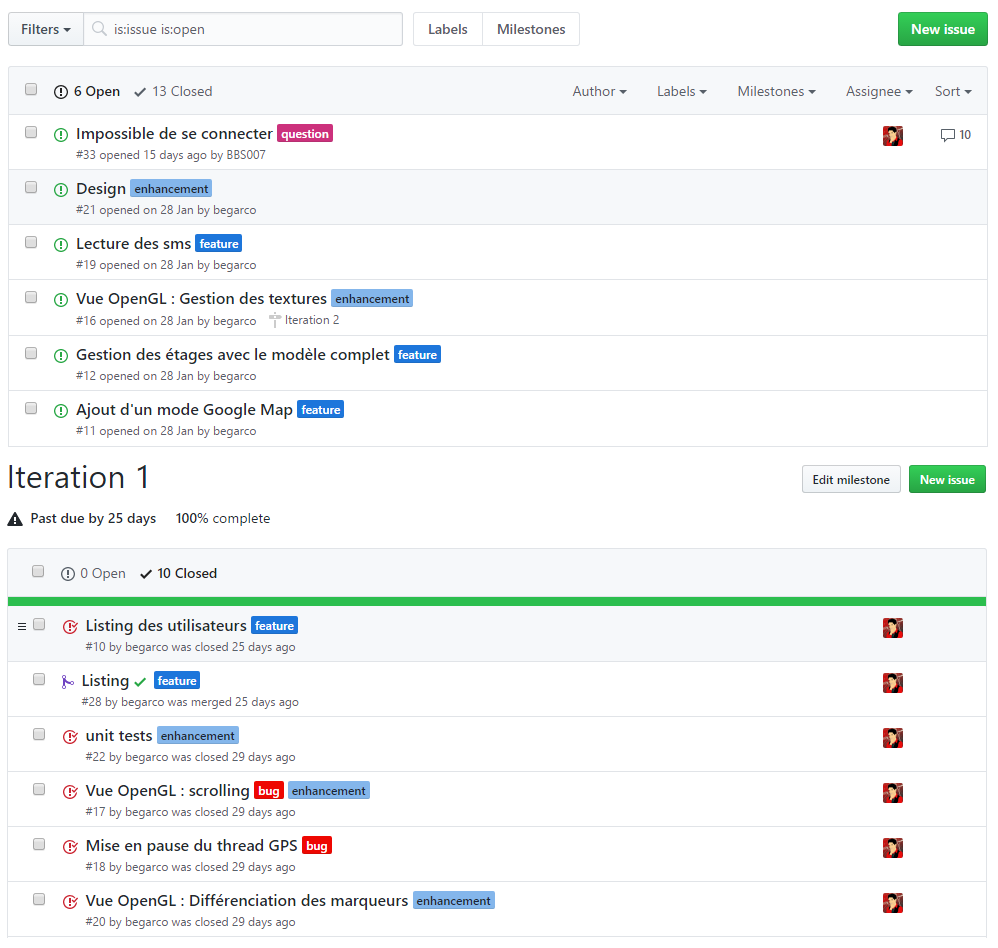 Filters is:issue is:open Labels Milestones New issue
6 Open 13 Closed Author Labels Milestones Assignee Sort
Impossible de se connecter question 10
#33 opened 15 days ago by BBS007
Design enhancement
#21 opened on 28 Jan by begarco
Lecture des sms feature
#19 opened on 28 Jan by begarco
Vue OpenGL : Gestion des textures enhancement
#16 opened on 28 Jan by begarco Iteration 2
Gestion des étages avec le modèle complet feature
#12 opened on 28 Jan by begarco
Ajout d'un mode Google Map feature
#11 opened on 28 Jan by begarco
Iteration 1 Edit milestone New issue
Past due by 25 days 100% complete
0 Open 10 Closed
Listing des utilisateurs feature
#10 by begarco was closed 25 days ago
Listing feature
#28 by begarco was merged 25 days ago
unit tests enhancement
#22 by begarco was closed 29 days ago
Vue OpenGL : scrolling bug enhancement
#17 by begarco was closed 29 days ago
Mise en pause du thread GPS bug
#18 by begarco was closed 29 days ago
Vue OpenGL : Différenciation des marqueurs enhancement
#20 by begarco was closed 29 days ago